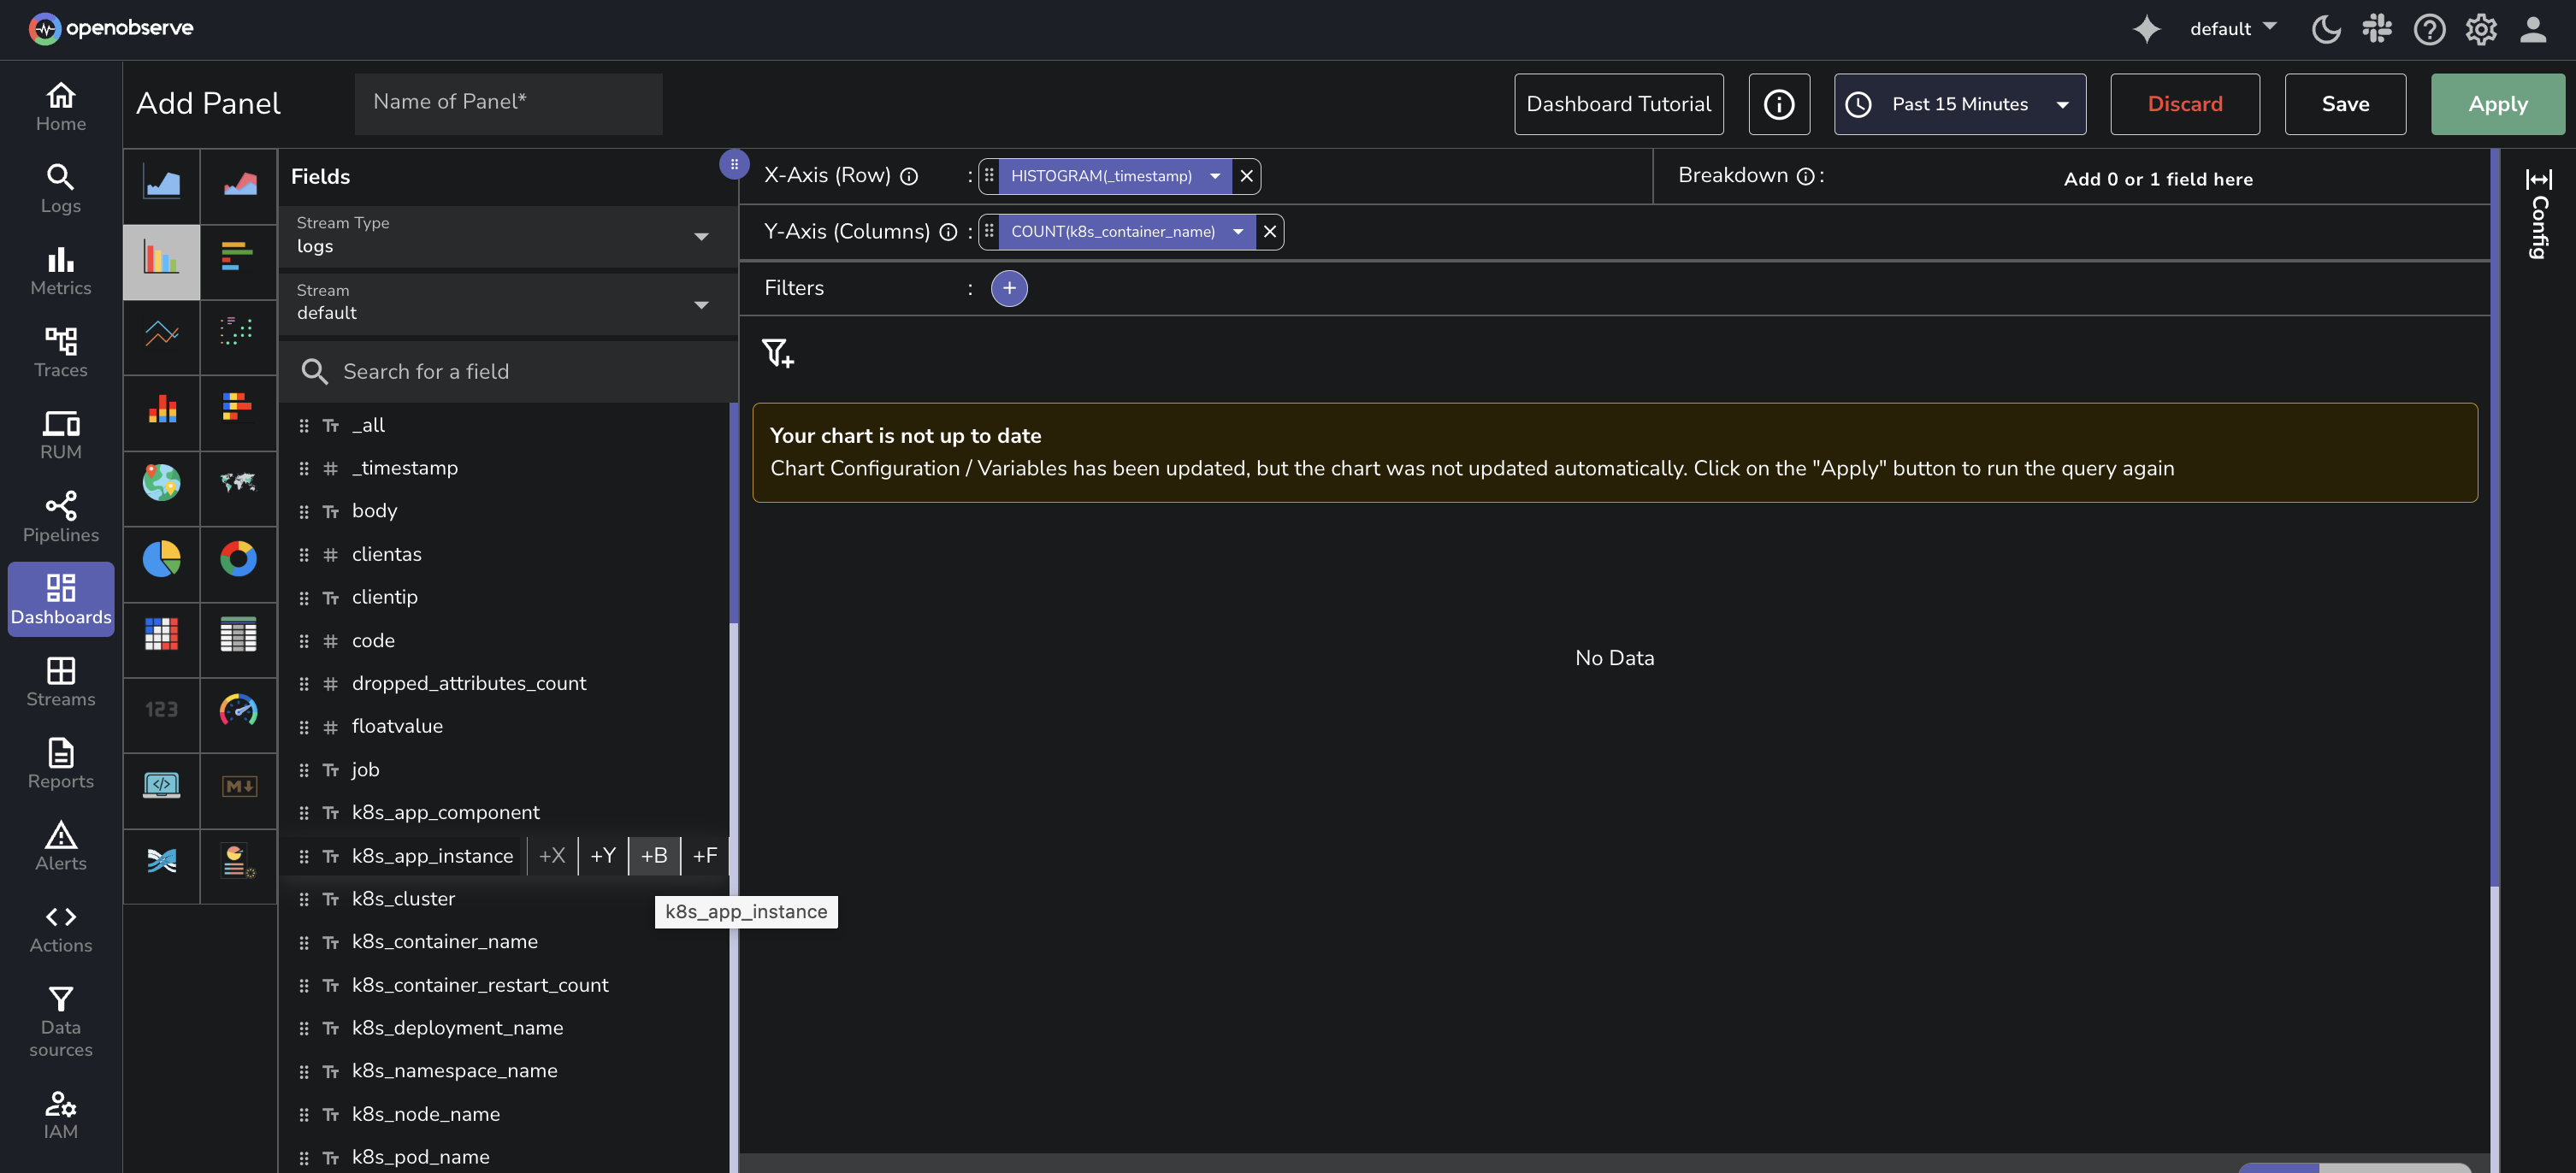 openobserve
default
Add Panel
Name of Panel*
Dashboard Tutorial
Past 15 Minutes
Discard
Save
Apply
Home
Logs
Metrics
Traces
RUM
Pipelines
Dashboards
Streams
Reports
Alerts
Actions
Data
sources
IAM
123
M
Fields
Stream Type
logs
Stream
default
Search for a field
Tт _all
# _timestamp
Tт body
# clientas
Tт clientip
# code
# dropped_attributes_count
# floatvalue
Tт job
Tт k8s_app_component
Tт k8s_app_instance +X +Y +B +F
Tт k8s_cluster
k8s_app_instance
Tт k8s_container_name
Tт k8s_container_restart_count
Tт k8s_deployment_name
Tт k8s_namespace_name
Tт k8s_node_name
Tт k8s_pod_name
X-Axis (Row) : HISTOGRAM(_timestamp)
Breakdown : Add 0 or 1 field here
Y-Axis (Columns) : COUNT(k8s_container_name)
Filters : +
Your chart is not up to date
Chart Configuration / Variables has been updated, but the chart was not updated automatically. Click on the "Apply" button to run the query again
No Data
Config